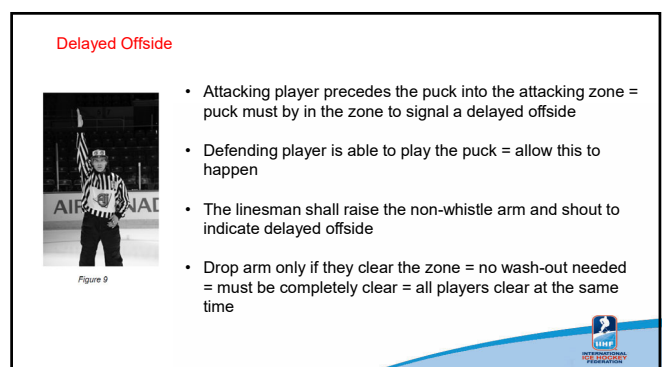 Delayed Offside
• Attacking player precedes the puck into the attacking zone =
puck must by in the zone to signal a delayed offside
• Defending player is able to play the puck = allow this to
happen
• The linesman shall raise the non-whistle arm and shout to
indicate delayed offside
• Drop arm only if they clear the zone = no wash-out needed
= must be completely clear = all players clear at the same
time
AIR
NAD
Figure 9
IIHF
INTERNATIONAL
ICE HOCKEY
FEDERATION